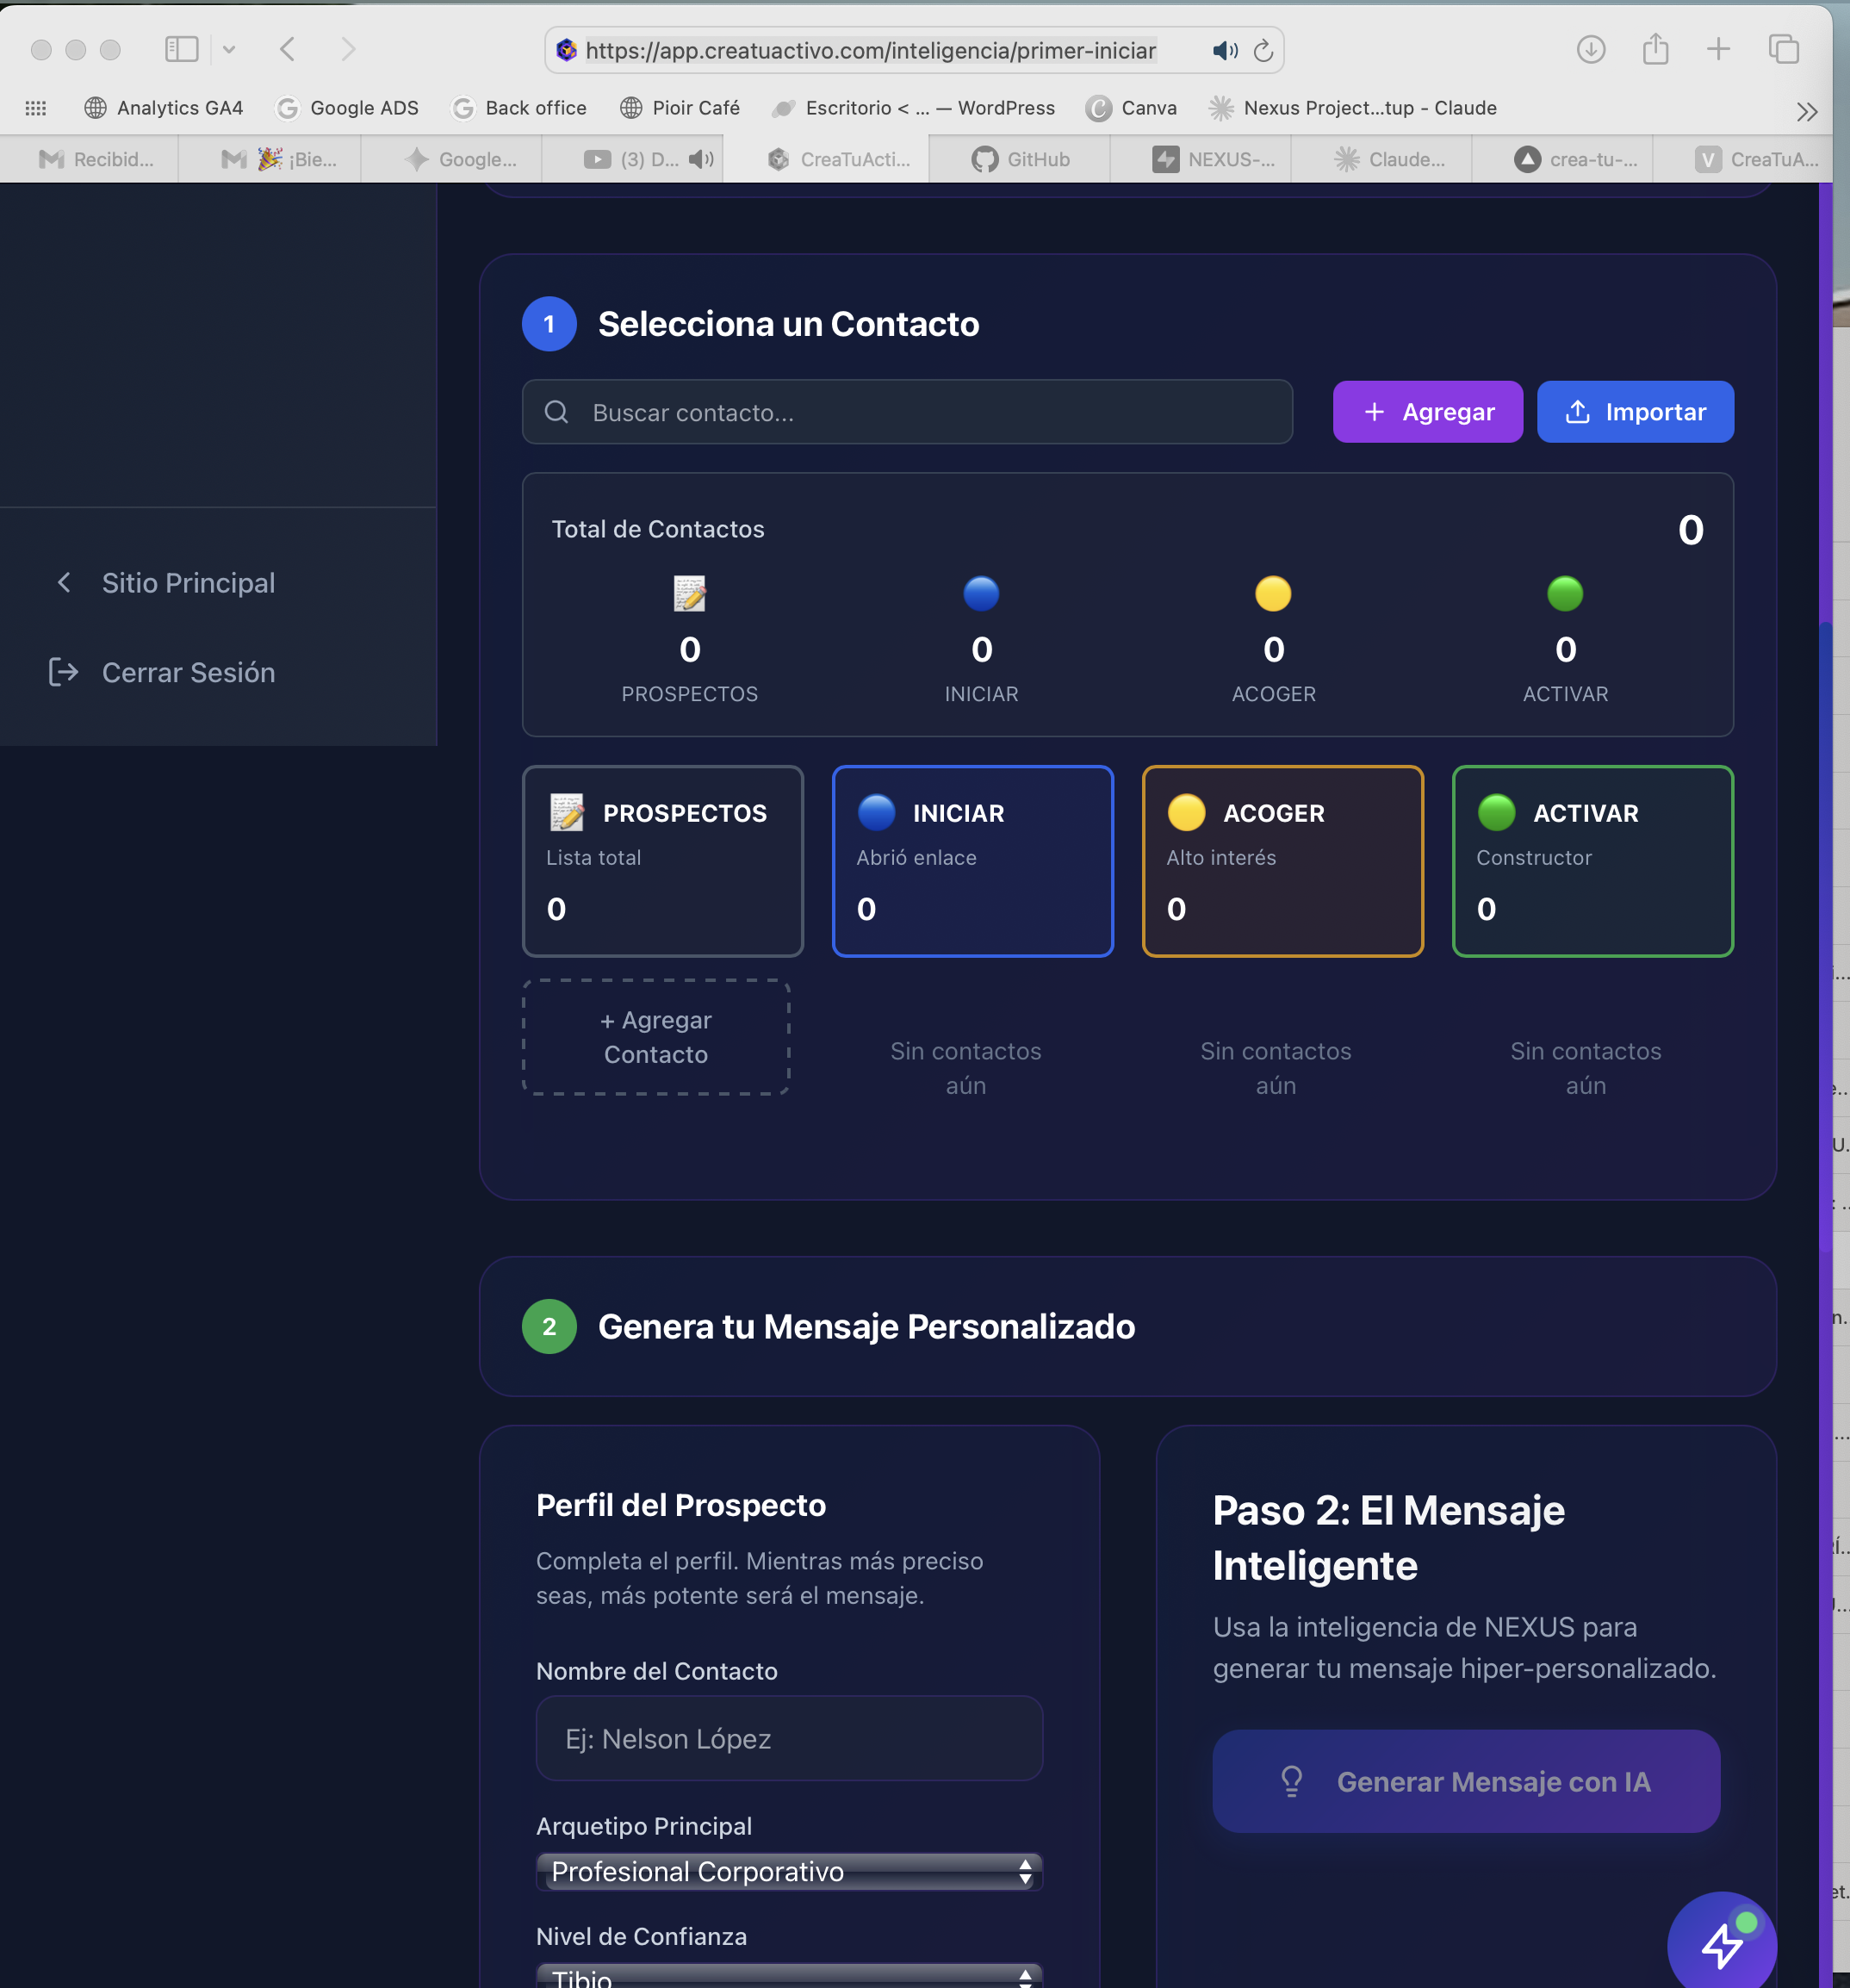 https://app.creatuactivo.com/inteligencia/primer-iniciar
Analytics GA4
Google ADS
Back office
Pioir Café
Escritorio < ... — WordPress
Canva
Nexus Project...tup - Claude
Recibid...
¡Bie...
Google...
(3) D...
CreaTuActi...
GitHub
NEXUS-...
Claude...
crea-tu-...
V
CreaTuA...
Sitio Principal
Cerrar Sesión
1
Selecciona un Contacto
Buscar contacto...
+ Agregar
Importar
Total de Contactos
0
0
0
0
0
PROSPECTOS
INICIAR
ACOGER
ACTIVAR
PROSPECTOS
Lista total
0
INICIAR
Abrió enlace
0
ACOGER
Alto interés
0
ACTIVAR
Constructor
0
+ Agregar
Contacto
Sin contactos
aún
Sin contactos
aún
Sin contactos
aún
2
Genera tu Mensaje Personalizado
Perfil del Prospecto
Completa el perfil. Mientras más preciso
seas, más potente será el mensaje.
Nombre del Contacto
Ej: Nelson López
Arquetipo Principal
Profesional Corporativo
Nivel de Confianza
Tibio
Paso 2: El Mensaje
Inteligente
Usa la inteligencia de NEXUS para
generar tu mensaje hiper-personalizado.
Generar Mensaje con IA